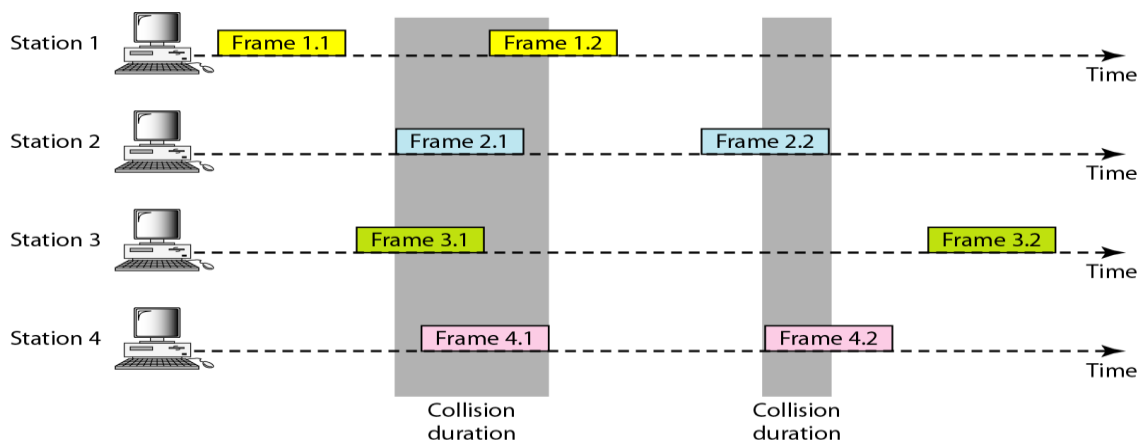 Station 1
Frame 1.1
Frame 1.2
Time
Station 2
Frame 2.1
Frame 2.2
Time
Station 3
Frame 3.1
Frame 3.2
Time
Station 4
Frame 4.1
Frame 4.2
Time
Collision
duration
Collision
duration